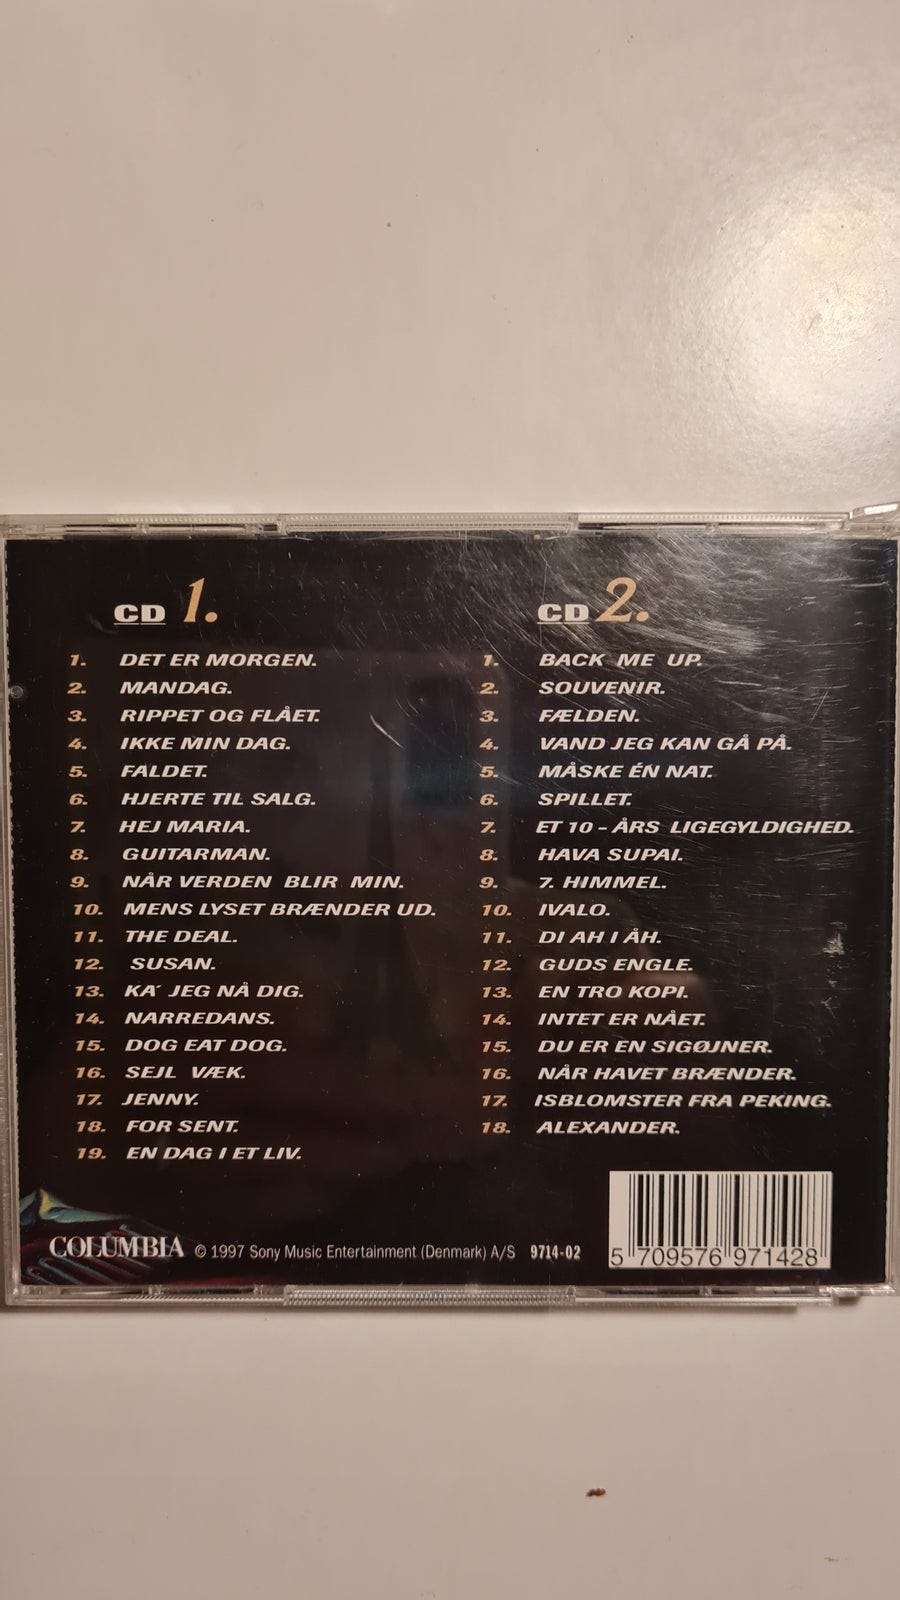 CD 1.
1. DET ER MORGEN.
2. MANDAG.
3. RIPPET OG FLÅET.
4. IKKE MIN DAG.
5. FALDET.
6. HJERTE TIL SALG.
7. HEJ MARIA.
8. GUITARMAN.
9. NÅR VERDEN BLIR MIN.
10. MENS LYSET BRÆNDER UD.
11. THE DEAL.
12. SUSAN.
13. KA´ JEG NÅ DIG.
14. NARREDANS.
15. DOG EAT DOG.
16. SEJL VÆK.
17. JENNY.
18. FOR SENT.
19. EN DAG I ET LIV.
CD 2.
1. BACK ME UP.
2. SOUVENIR.
3. FÆLDEN.
4. VAND JEG KAN GÅ PÅ.
5. MÅSKE ÉN NAT.
6. SPILLET.
7. ET 10 - ÅRS LIGEGYLDIGHED.
8. HAVA SUPAI.
9. 7. HIMMEL.
10. IVALO.
11. DI AH I ÅH.
12. GUDS ENGLE.
13. EN TRO KOPI.
14. INTET ER NÅET.
15. DU ER EN SIGØJNER.
16. NÅR HAVET BRÆNDER.
17. ISBLOMSTER FRA PEKING.
18. ALEXANDER.
COLUMBIA © 1997 Sony Music Entertainment (Denmark) A/S 9714-02
5 709576 971428